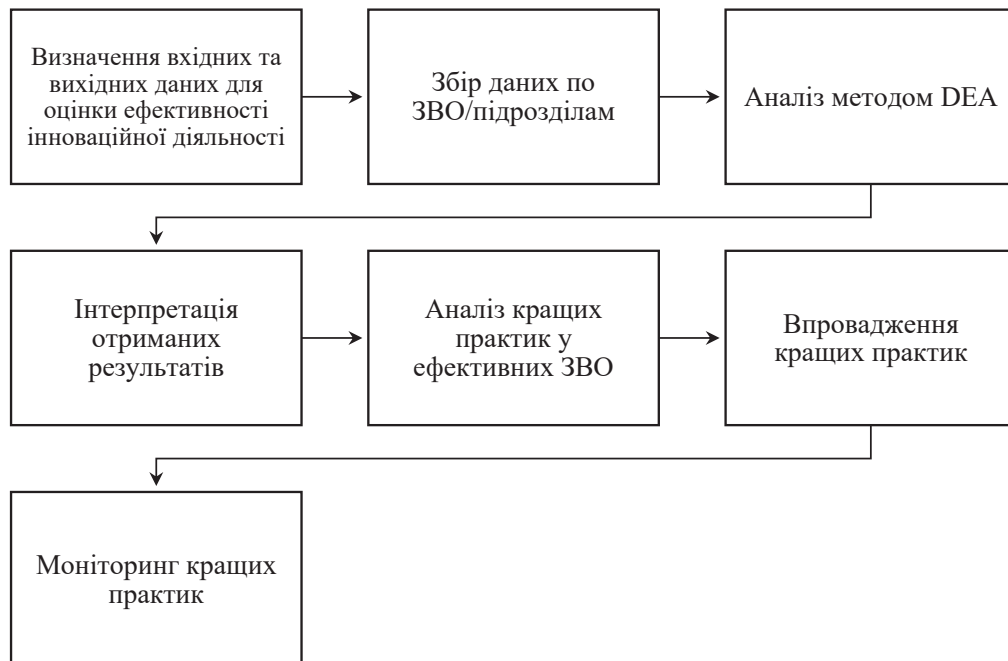 Визначення вхідних та
вихідних даних для
оцінки ефективності
інноваційної діяльності
Збір даних по
ЗВО/підрозділам
Аналіз методом DEA
Інтерпретація
отриманих
результатів
Аналіз кращих
практик у
ефективних ЗВО
Впровадження
кращих практик
Моніторинг кращих
практик